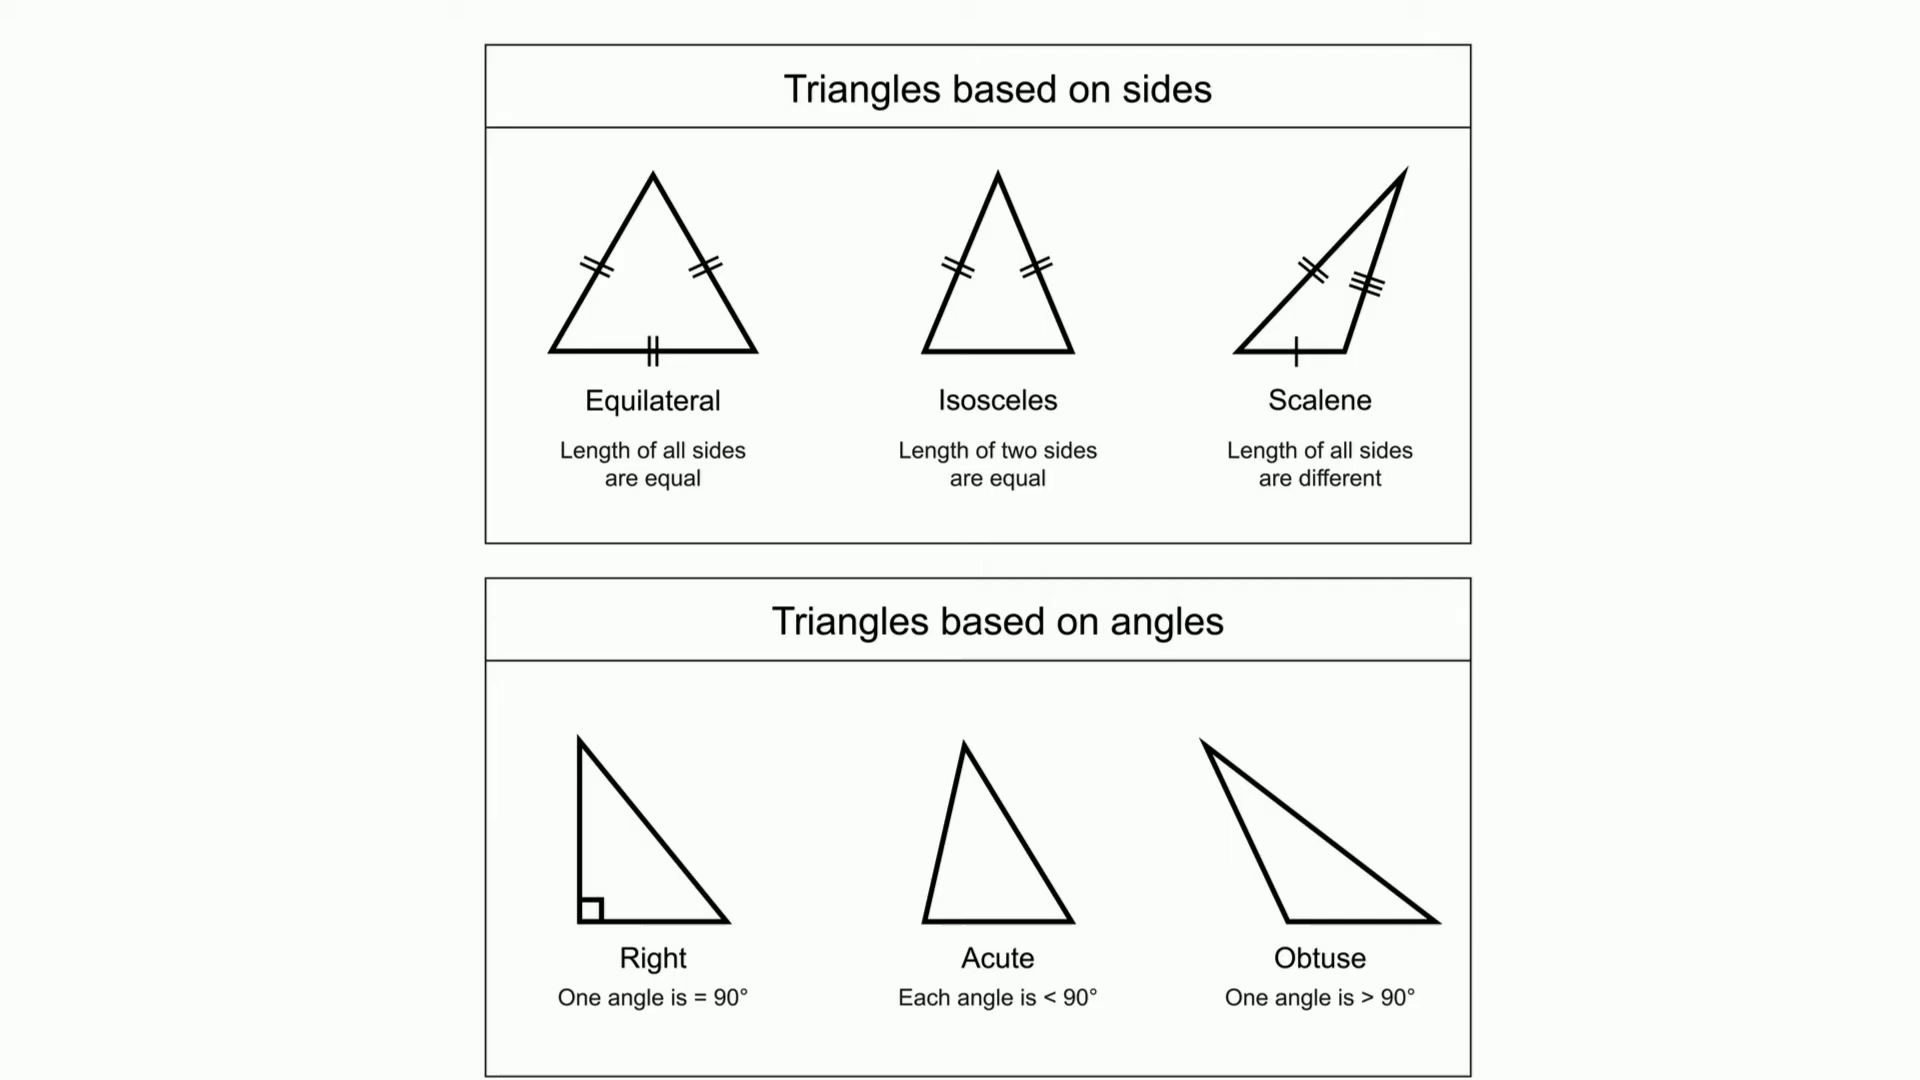 Triangles based on sides
Equilateral
Isosceles
Scalene
Length of all sides
are equal
Length of two sides
are equal
Length of all sides
are different
Triangles based on angles
Right
Acute
Obtuse
One angle is = 90°
Each angle is < 90°
One angle is > 90°